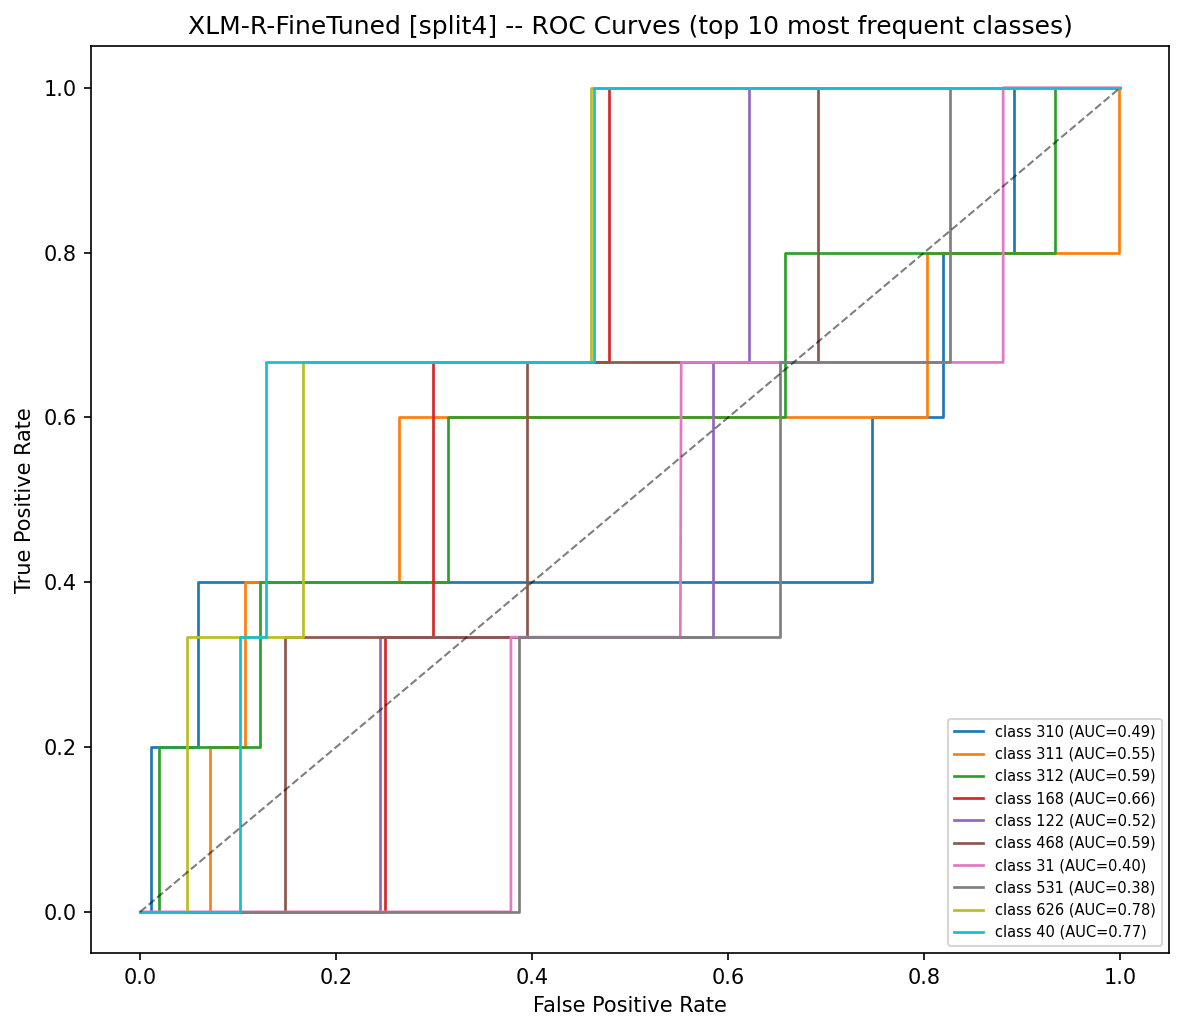 XLM-R-FineTuned [split4] -- ROC Curves (top 10 most frequent classes)
True Positive Rate
1.0
0.8
0.6
0.4
0.2
0.0
class 310 (AUC=0.49)
class 311 (AUC=0.55)
class 312 (AUC=0.59)
class 168 (AUC=0.66)
class 122 (AUC=0.52)
class 468 (AUC=0.59)
class 31 (AUC=0.40)
class 531 (AUC=0.38)
class 626 (AUC=0.78)
class 40 (AUC=0.77)
0.0 0.2 0.4 0.6 0.8 1.0
False Positive Rate